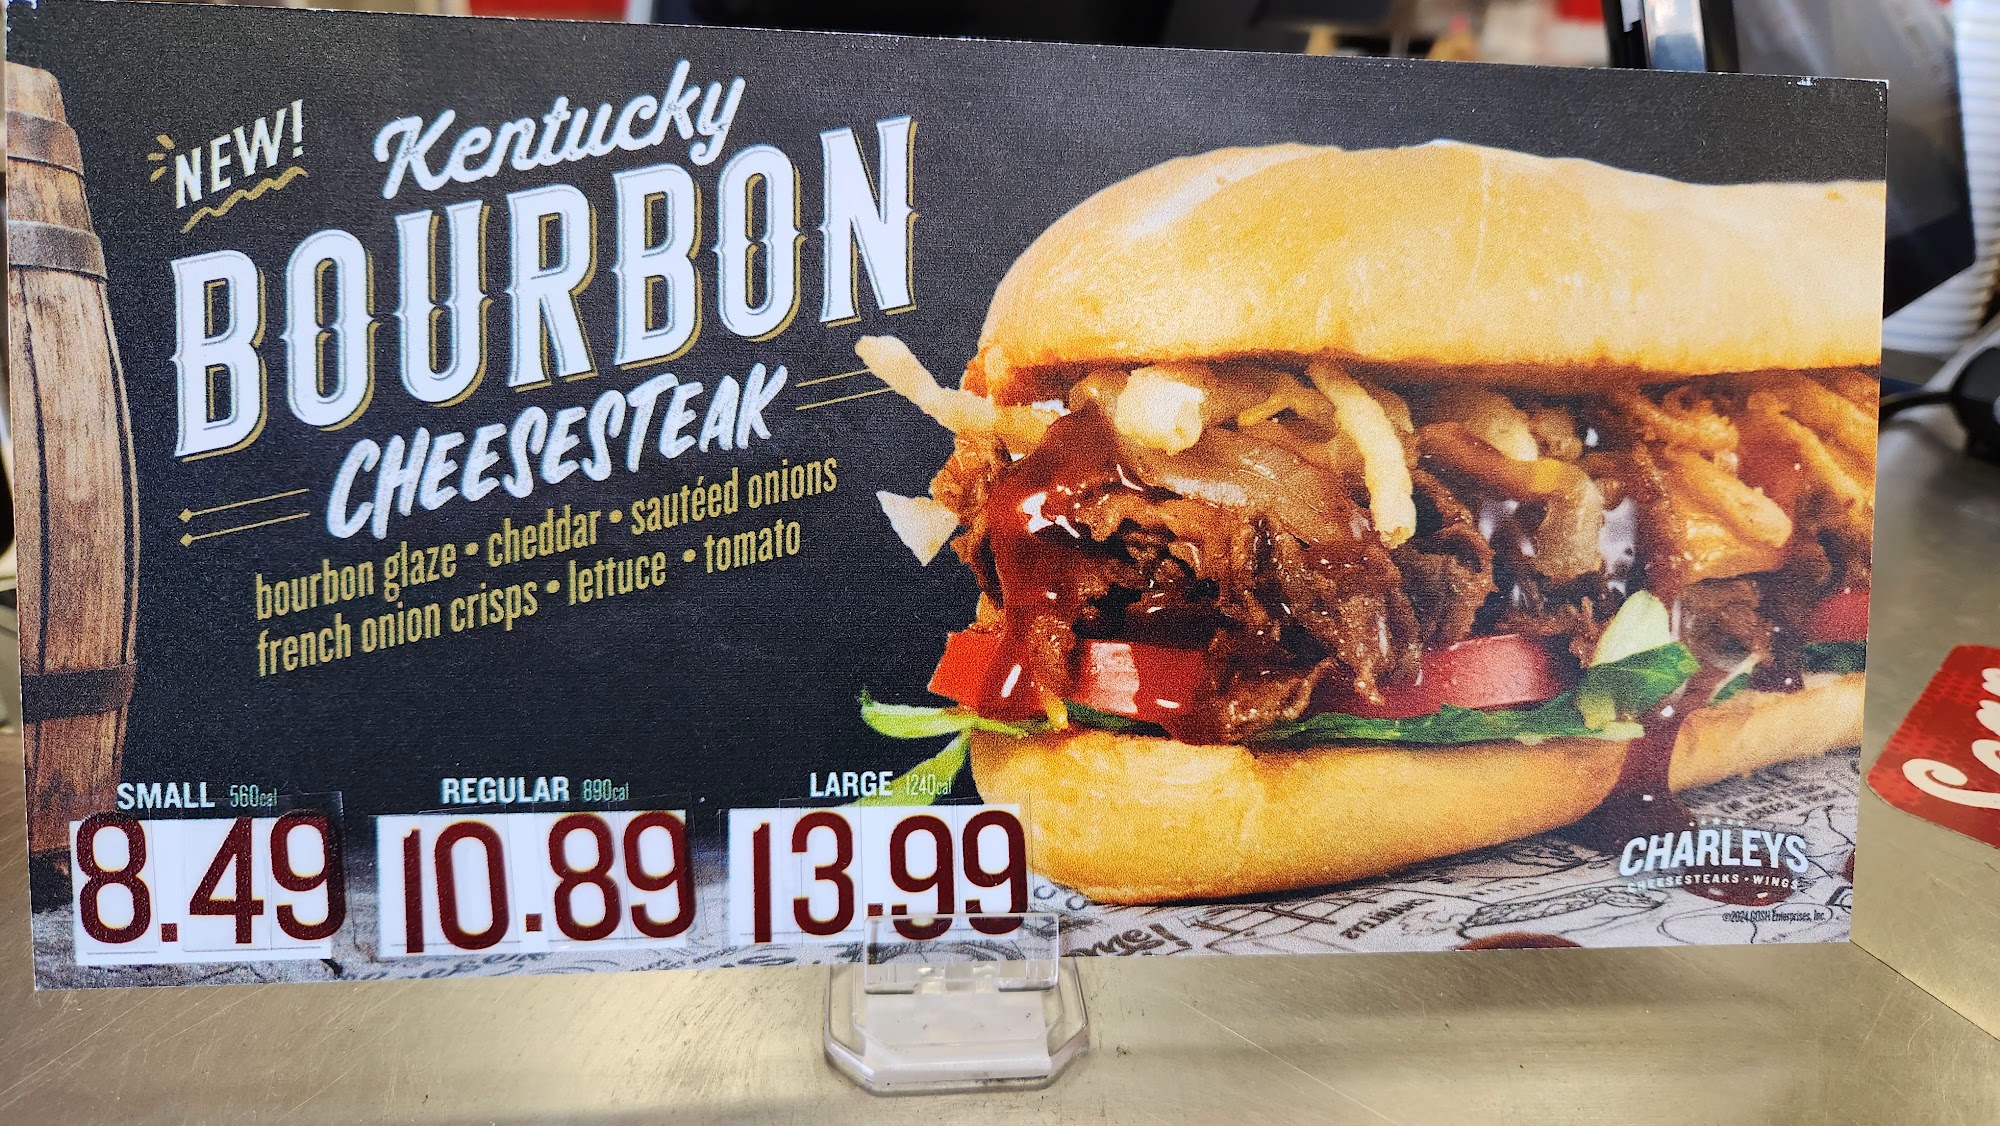 NEW!
Kentucky
BOURBON
CHEESESTEAK
bourbon glaze • cheddar • sautéed onions
french onion crisps • lettuce • tomato
SMALL 560cal
8.49
REGULAR 890cal
10.89
LARGE 1240cal
13.99
CHARLEYS
CHEESESTEAKS • WINGS
©2024 GOSH Enterprises, Inc.